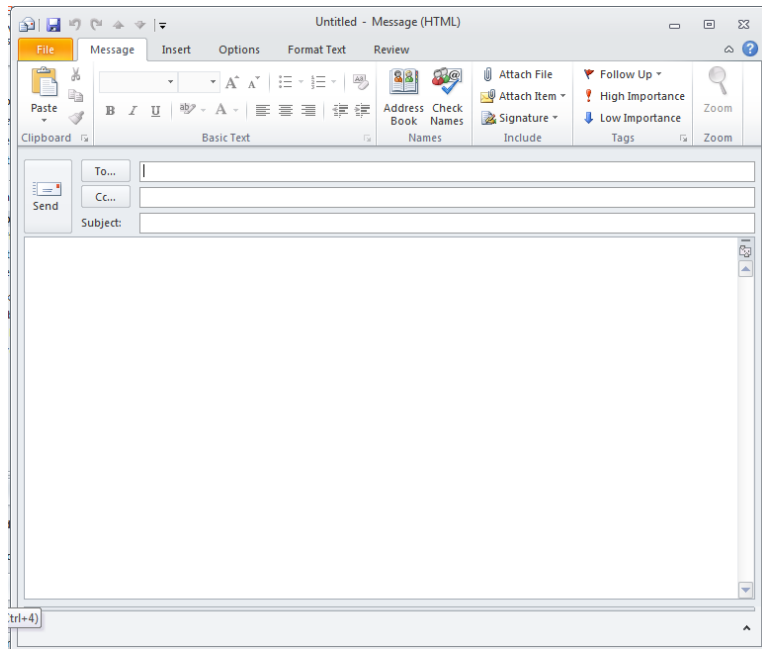 Untitled - Message (HTML)
File Message Insert Options Format Text Review
Paste
B I U
A A
ab A
Address Book
Check Names
Attach File
Attach Item
Signature
Follow Up
High Importance
Low Importance
Zoom
Clipboard Basic Text Names Include Tags Zoom
Send
To...
Cc...
Subject:
trl+4)